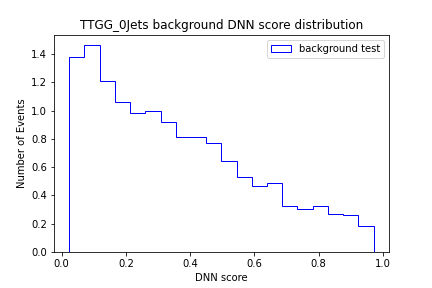 TTGG_0Jets background DNN score distribution
background test
Number of Events
1.4
1.2
1.0
0.8
0.6
0.4
0.2
0.0
0.0 0.2 0.4 0.6 0.8 1.0
DNN score